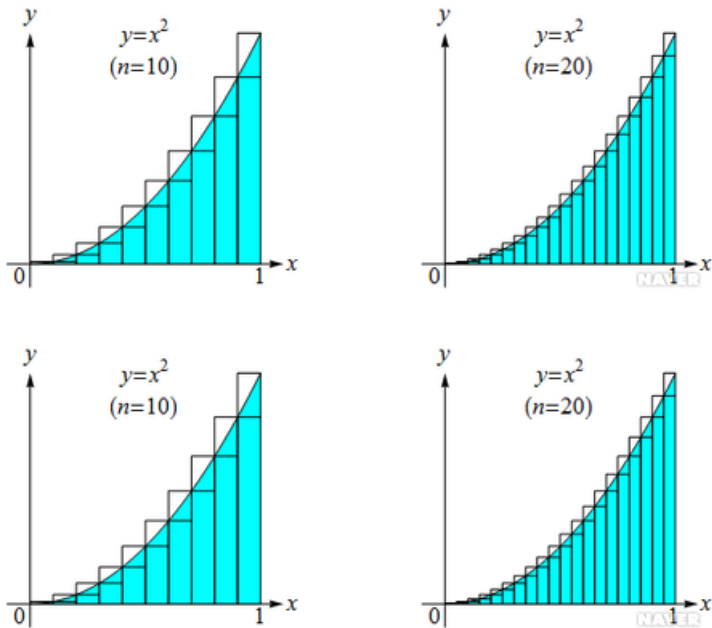 y
y
y=x²
(n=10)
y=x²
(n=20)
0
1
x
0
1
x
NAVER
y
y
y=x²
(n=10)
y=x²
(n=20)
0
1
x
0
1
x
NAVER